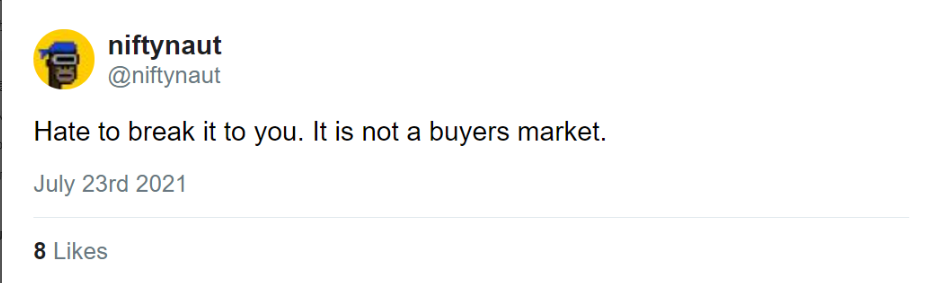 niftynaut
@niftynaut
Hate to break it to you. It is not a buyers market.
July 23rd 2021
8 Likes